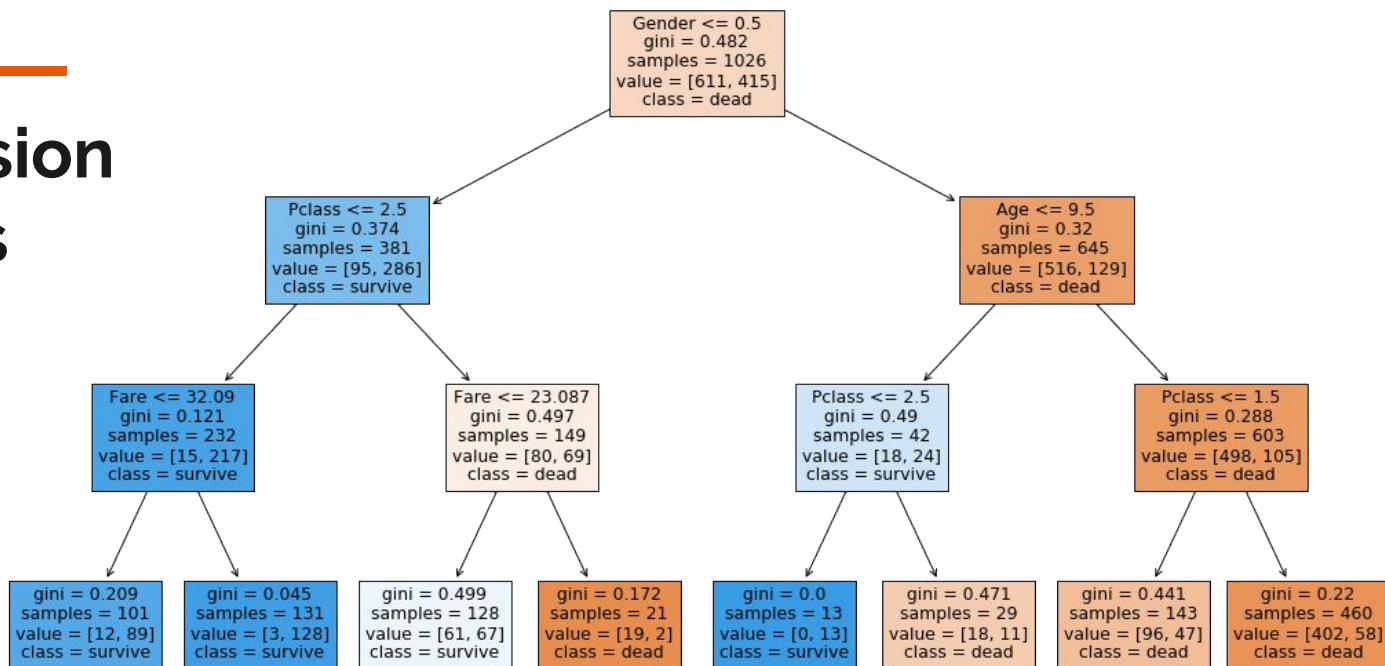 sion
s
Gender <= 0.5
gini = 0.482
samples = 1026
value = [611, 415]
class = dead
Pclass <= 2.5
gini = 0.374
samples = 381
value = [95, 286]
class = survive
Age <= 9.5
gini = 0.32
samples = 645
value = [516, 129]
class = dead
Fare <= 32.09
gini = 0.121
samples = 232
value = [15, 217]
class = survive
Fare <= 23.087
gini = 0.497
samples = 149
value = [80, 69]
class = dead
Pclass <= 2.5
gini = 0.49
samples = 42
value = [18, 24]
class = survive
Pclass <= 1.5
gini = 0.288
samples = 603
value = [498, 105]
class = dead
gini = 0.209
samples = 101
value = [12, 89]
class = survive
gini = 0.045
samples = 131
value = [3, 128]
class = survive
gini = 0.499
samples = 128
value = [61, 67]
class = survive
gini = 0.172
samples = 21
value = [19, 2]
class = dead
gini = 0.0
samples = 13
value = [0, 13]
class = survive
gini = 0.471
samples = 29
value = [18, 11]
class = dead
gini = 0.441
samples = 143
value = [96, 47]
class = dead
gini = 0.22
samples = 460
value = [402, 58]
class = dead